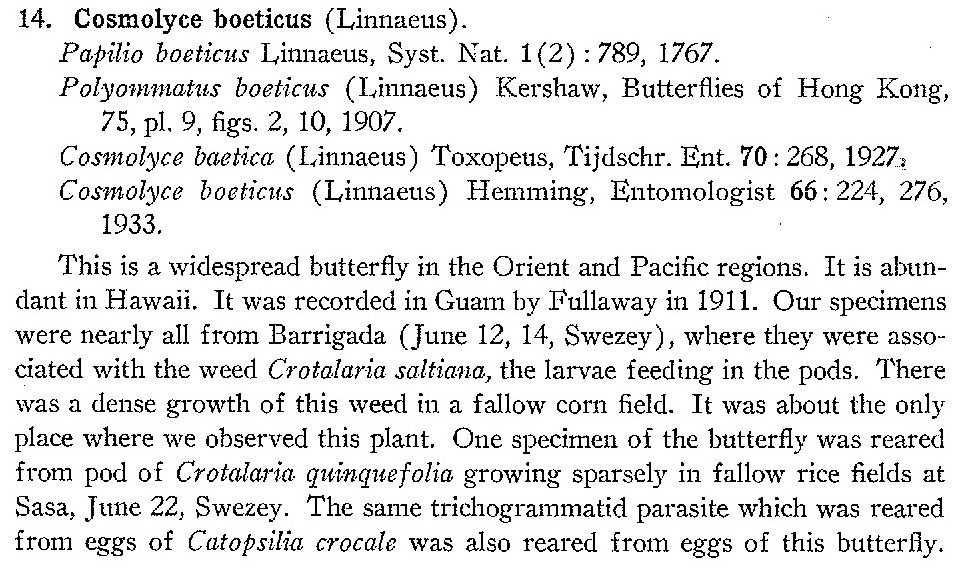 14. Cosmolyce boeticus (Linnaeus).
Papilio boeticus Linnaeus, Syst. Nat. 1(2) : 789, 1767.
Polyommatus boeticus (Linnaeus) Kershaw, Butterflies of Hong Kong,
75, pl. 9, figs. 2, 10, 1907.
Cosmolyce baetica (Linnaeus) Toxopeus, Tijdschr. Ent. 70 : 268, 1927.
Cosmolyce boeticus (Linnaeus) Hemming, Entomologist 66 : 224, 276,
1933.
This is a widespread butterfly in the Orient and Pacific regions. It is abun-
dant in Hawaii. It was recorded in Guam by Fullaway in 1911. Our specimens
were nearly all from Barrigada (June 12, 14, Swezey), where they were asso-
ciated with the weed Crotalaria saltiana, the larvae feeding in the pods. There
was a dense growth of this weed in a fallow corn field. It was about the only
place where we observed this plant. One specimen of the butterfly was reared
from pod of Crotalaria quinquefolia growing sparsely in fallow rice fields at
Sasa, June 22, Swezey. The same trichogrammatid parasite which was reared
from eggs of Catopsilia crocale was also reared from eggs of this butterfly.